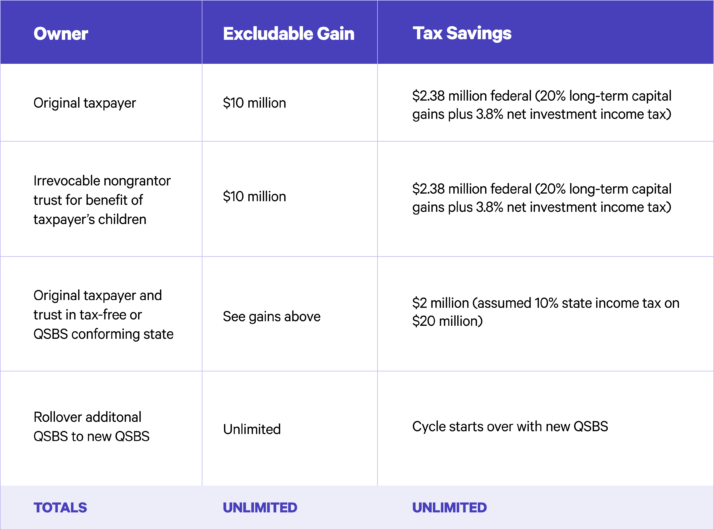 Owner
Excludable Gain
Tax Savings
Original taxpayer
$10 million
$2.38 million federal (20% long-term capital
gains plus 3.8% net investment income tax)
Irrevocable nongrantor
trust for benefit of
taxpayer's children
$10 million
$2.38 million federal (20% long-term capital
gains plus 3.8% net investment income tax)
Original taxpayer and
trust in tax-free or
QSBS conforming state
See gains above
$2 million (assumed 10% state income tax on
$20 million)
Rollover additonal
QSBS to new QSBS
Unlimited
Cycle starts over with new QSBS
TOTALS
UNLIMITED
UNLIMITED